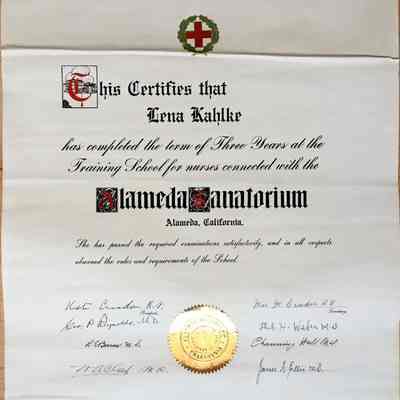 This Certifies that
Lena Kahlke
has completed the term of Three Years at the
Training School for nurses connected with the
Alameda Sanatorium
Alameda, California.
She has passed the required examinations satisfactorily, and in all respects
observed the rules and requirements of the School.
R.N.
M.D.
M.D.
Channing Hall M.D.
M.D.